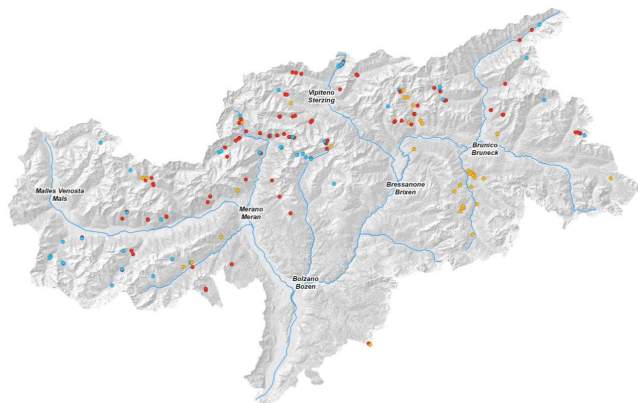 Vipiteno
Sterzing
Brunico
Bruneck
Malles Venosta
Mals
Bressanone
Brixen
Merano
Meran
Bolzano
Bozen